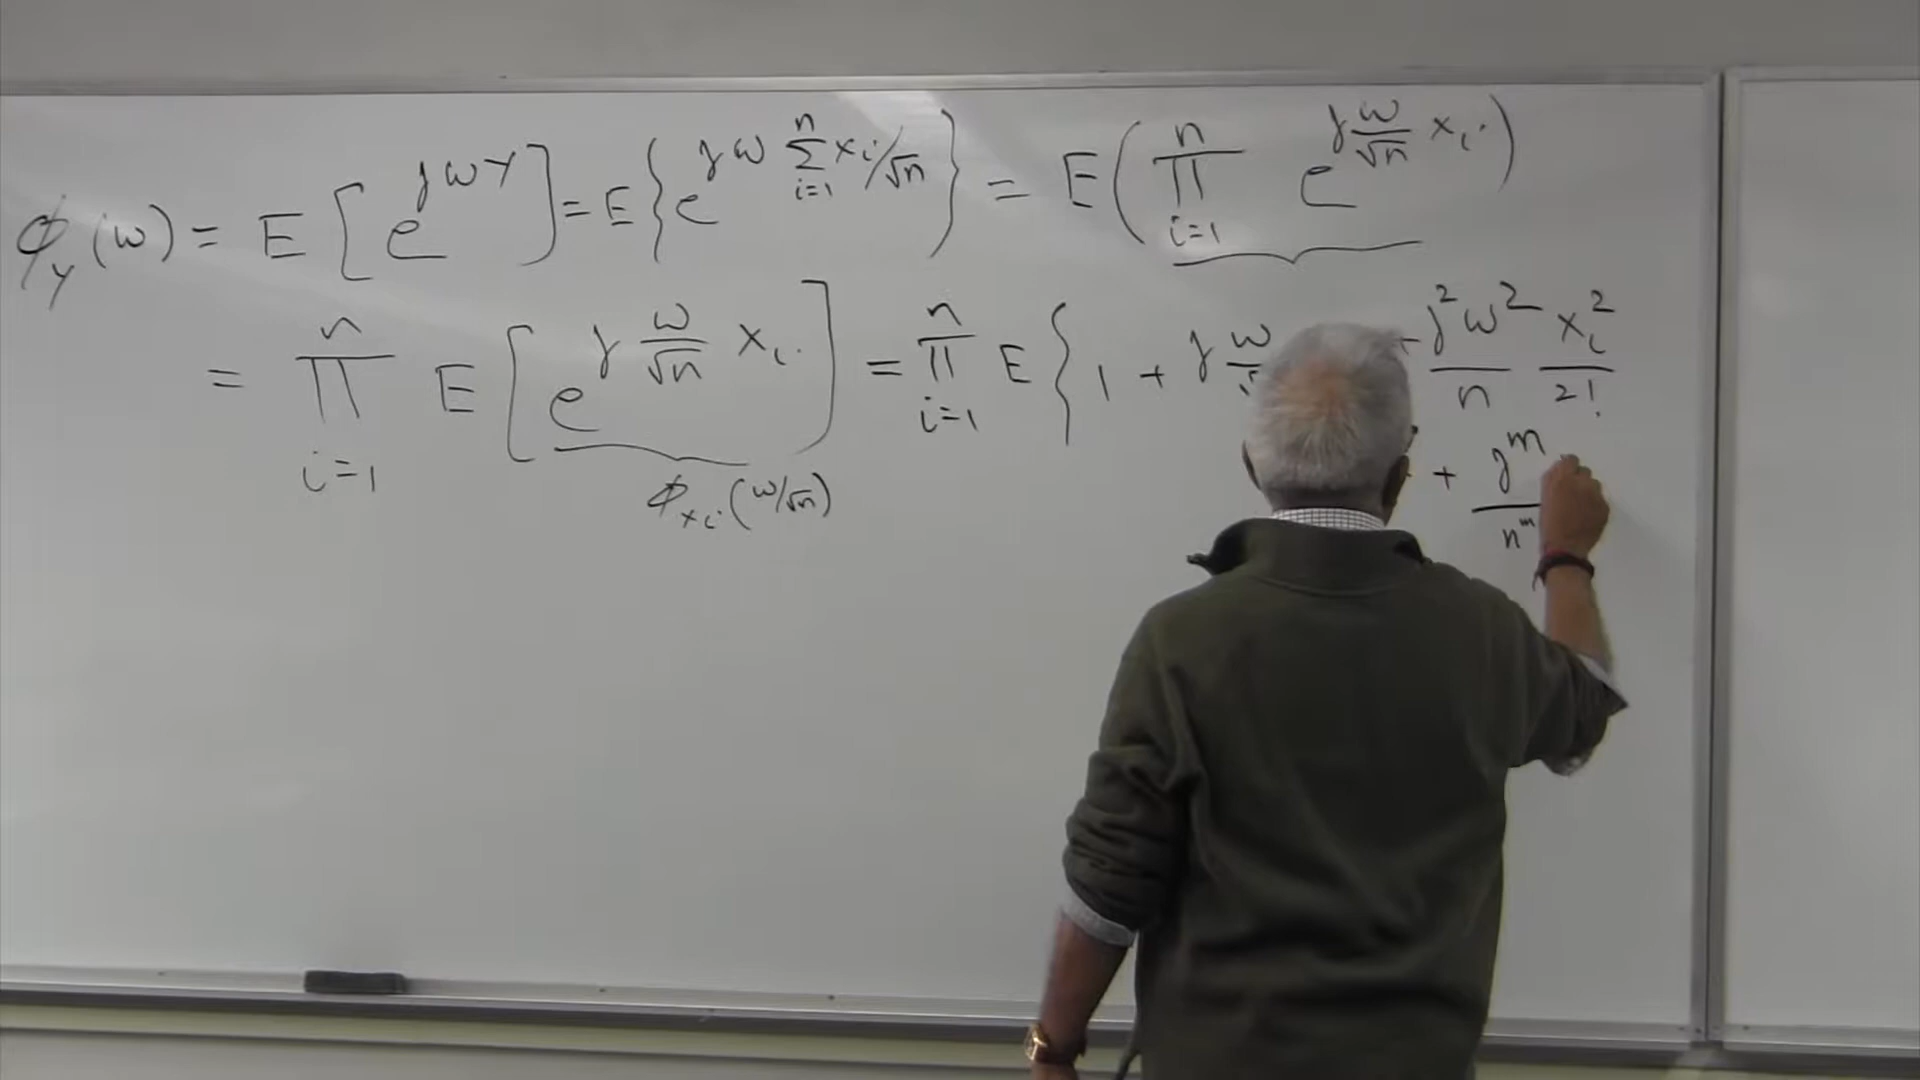 ϕ_Y(ω) = E[e^{jωY}] = E{e^{jω Σ_{i=1}^{n} x_i/√n}} = E(∏_{i=1}^{n} e^{j ω/√n x_i})
= ∏_{i=1}^{n} E[e^{j ω/√n x_i}] = ∏_{i=1}^{n} E{1 + j ω + j²ω²/n x_i²/2!
ϕ_{x_i}(ω/√n) + j^m/n^m